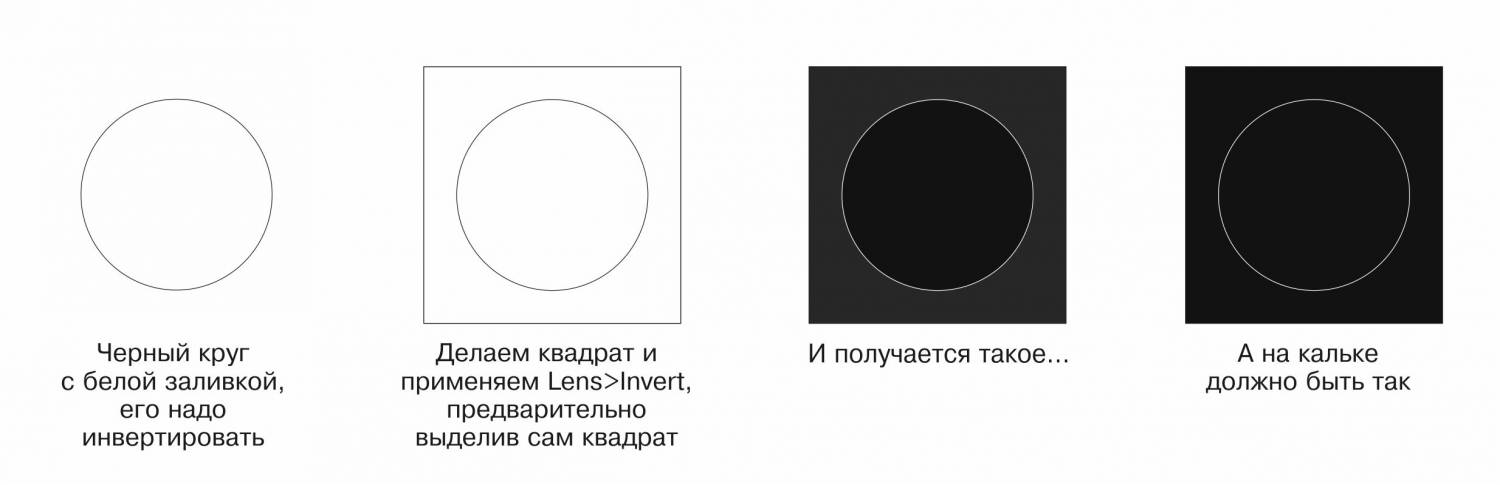 Черный круг
с белой заливкой,
его надо
инвертировать
Делаем квадрат и
применяем Lens>Invert,
предварительно
выделив сам квадрат
И получается такое...
А на кальке
должно быть так